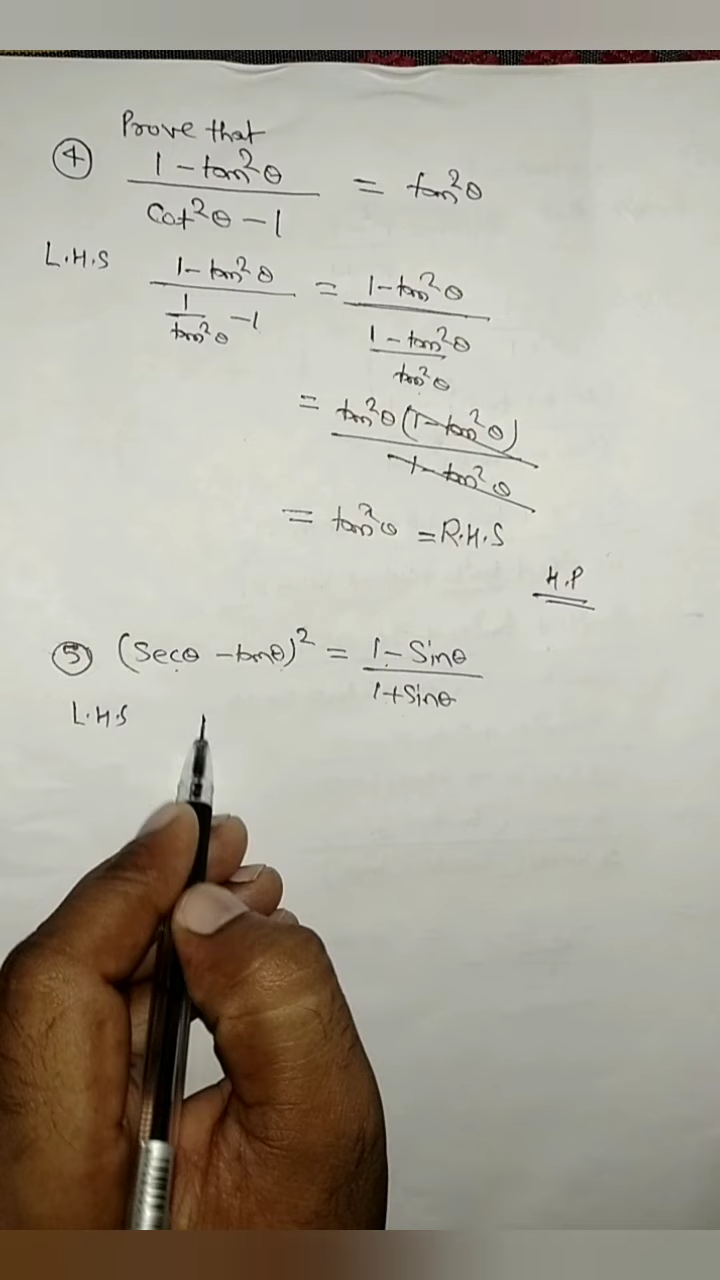 Prove that
④ (1 - tan²θ)/(Cot²θ - 1) = tan²θ
L.H.S (1 - tan²θ)/(1/tan²θ - 1) = (1 - tan²θ)/((1 - tan²θ)/tan²θ)
= tan²θ(1 - tan²θ)/(1 - tan²θ)
= tan²θ = R.H.S
H.P
⑤ (Secθ - tanθ)² = (1 - Sinθ)/(1 + Sinθ)
L.H.S